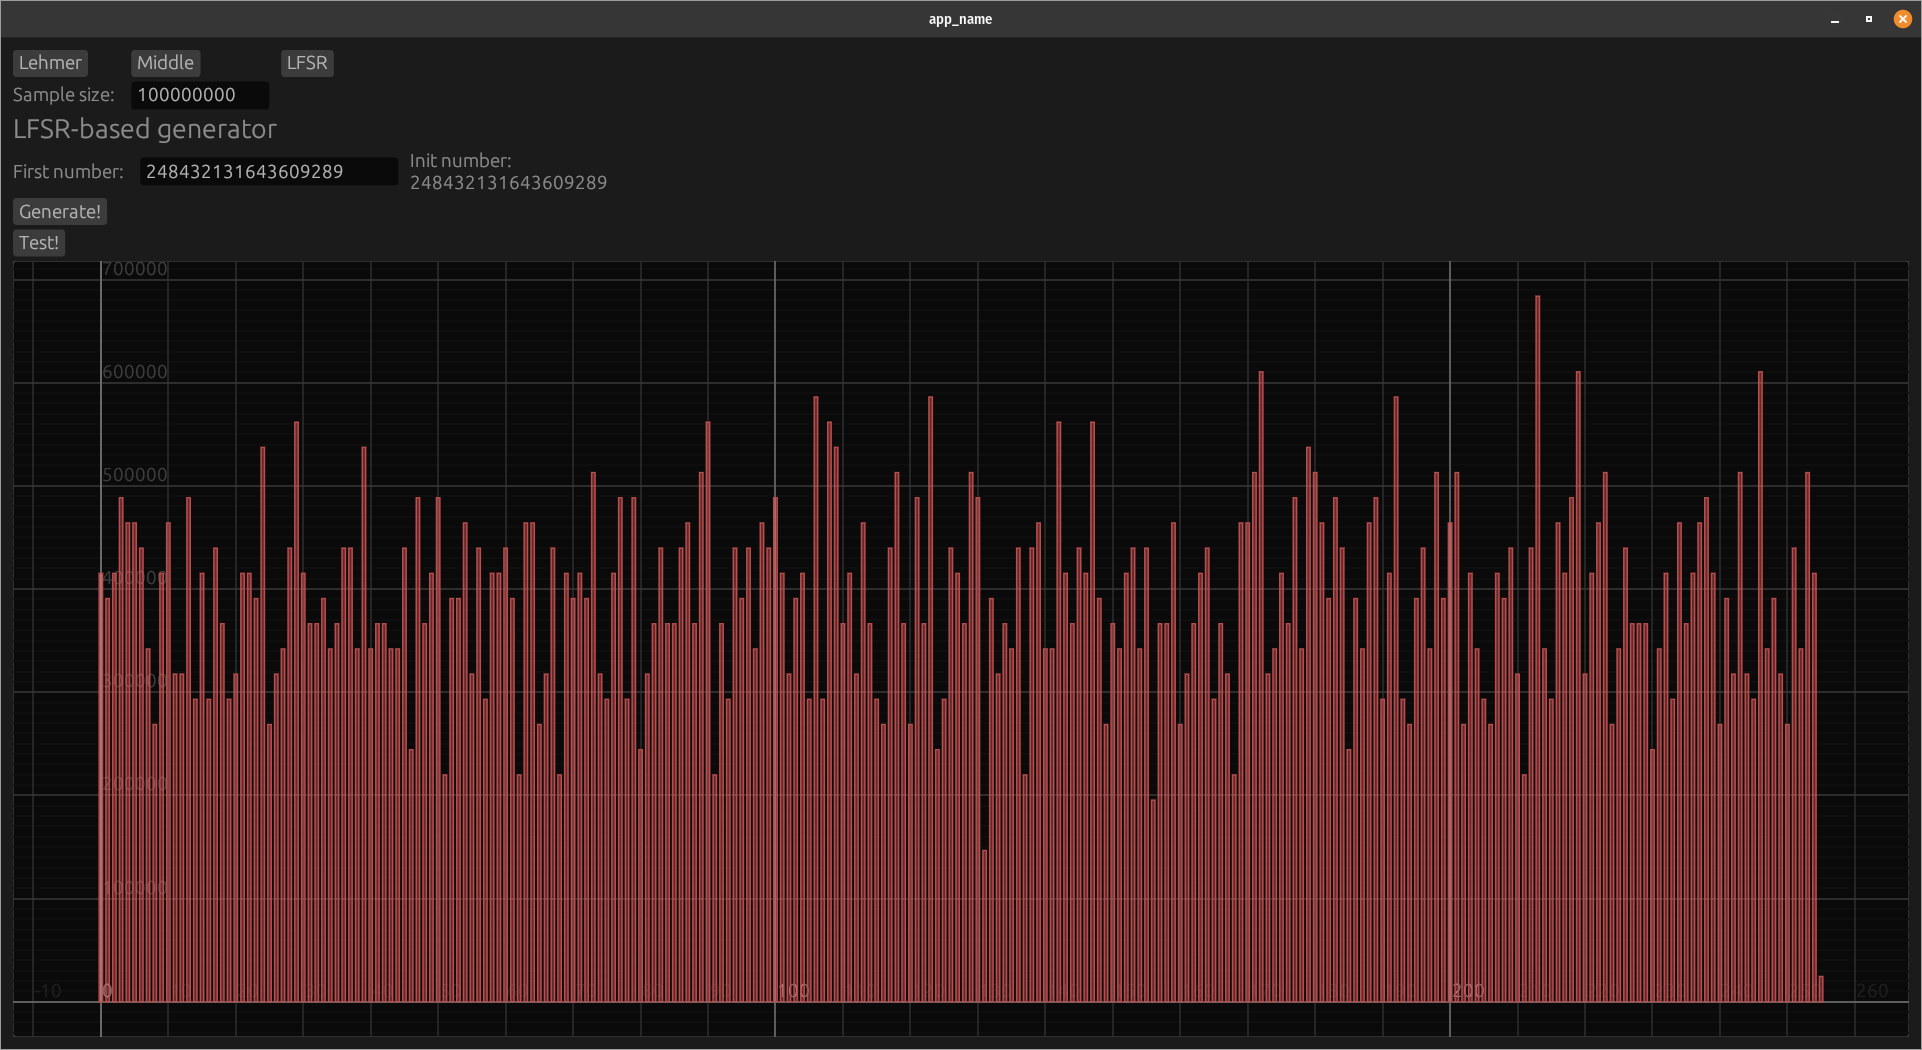 app_name
Lehmer Middle LFSR
Sample size: 100000000
LFSR-based generator
First number: 248432131643609289 Init number: 248432131643609289
Generate!
Test!
700000
600000
500000
400000
300000
200000
100000
-10 0 100 200 260